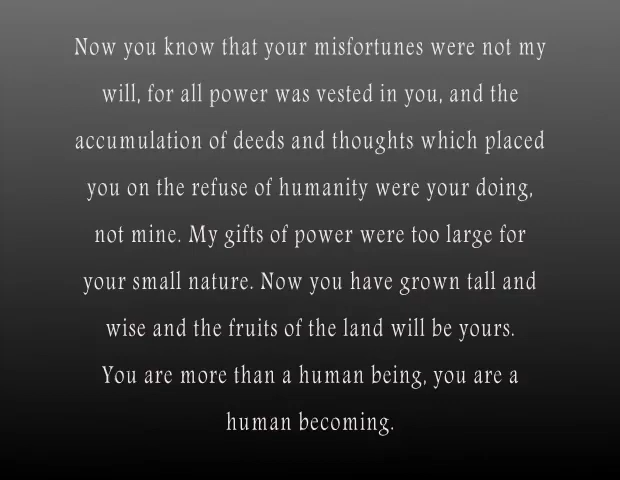 Now you know that your misfortunes were not my
will, for all power was vested in you, and the
accumulation of deeds and thoughts which placed
you on the refuse of humanity were your doing,
not mine. My gifts of power were too large for
your small nature. Now you have grown tall and
wise and the fruits of the land will be yours.
You are more than a human being, you are a
human becoming.